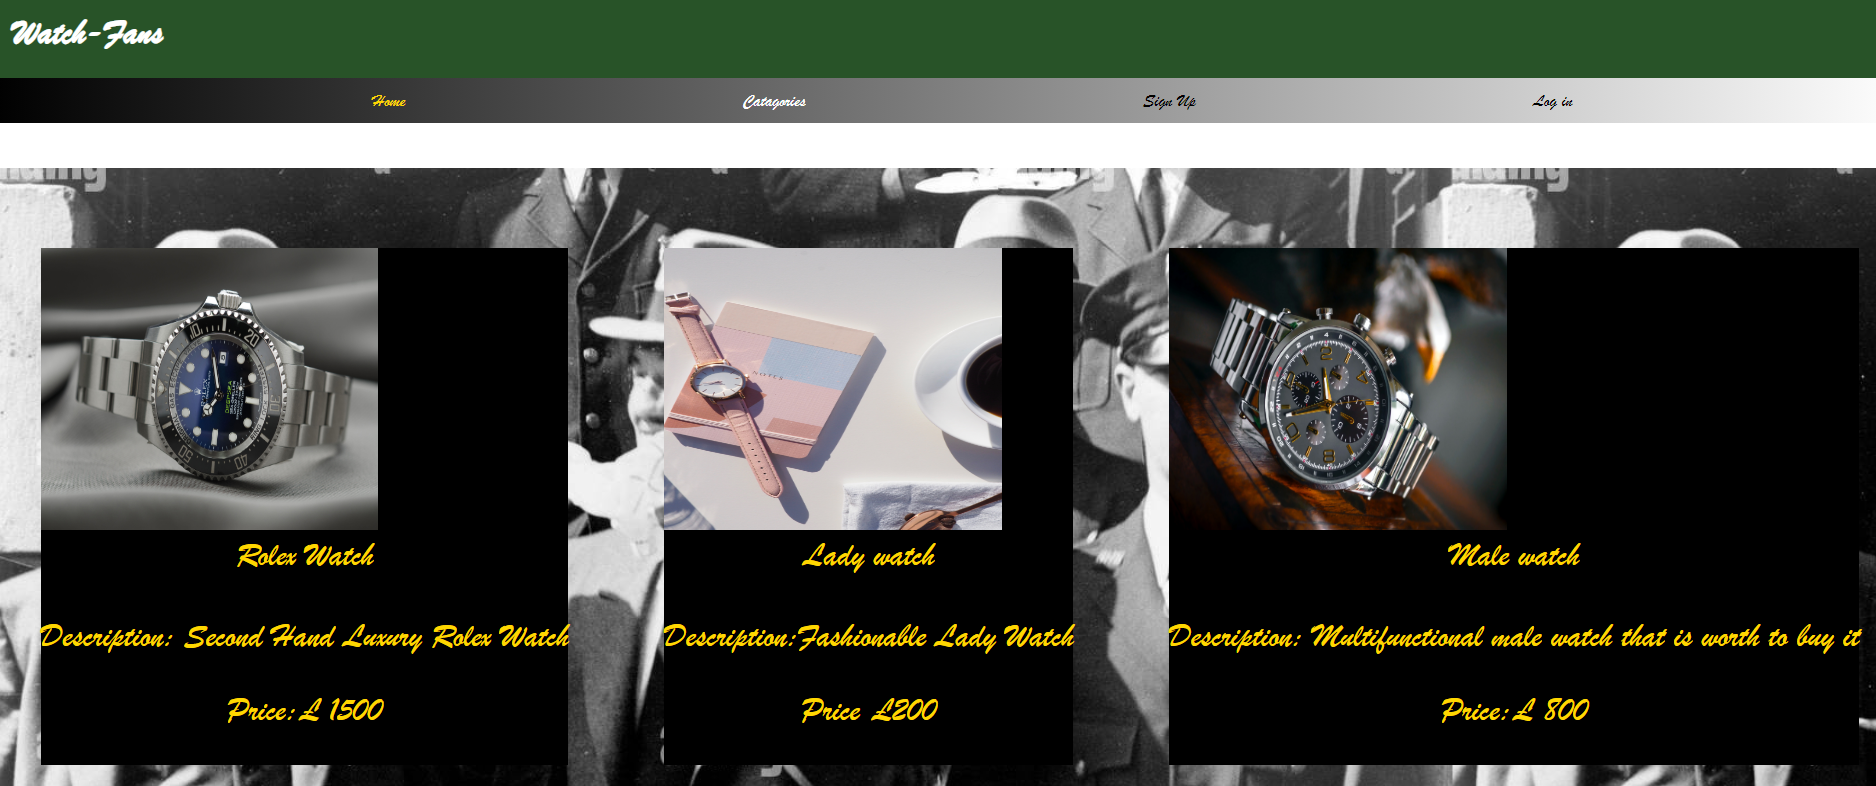 Watch-Fans
Home Catagories Sign Up Log in
NOTES
Rolex Watch Lady watch Male watch
Description: Second Hand Luxury Rolex Watch Description:Fashionable Lady Watch Description: Multifunctional male watch that is worth to buy it
Price:£ 1500 Price £200 Price:£ 800